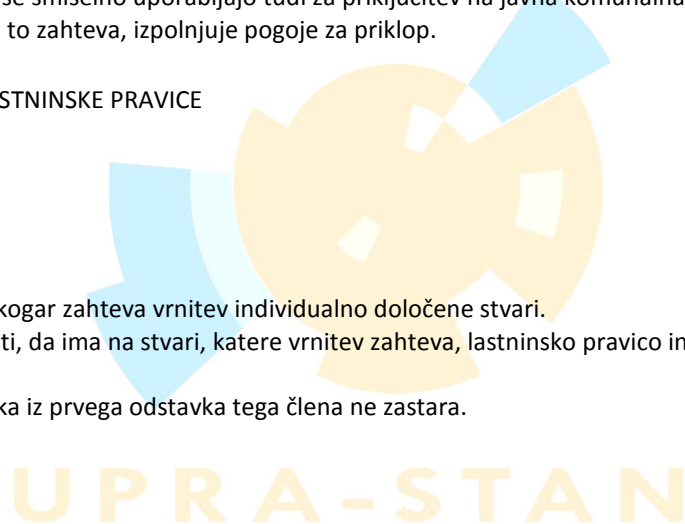 se smiselno uporabljajo tudi za priključitev na javna komunalna
to zahteva, izpolnjuje pogoje za priklop.
STNINSKE PRAVICE
kogar zahteva vrnitev individualno določene stvari.
ti, da ima na stvari, katere vrnitev zahteva, lastninsko pravico in
ka iz prvega odstavka tega člena ne zastara.
UPRA-STAN